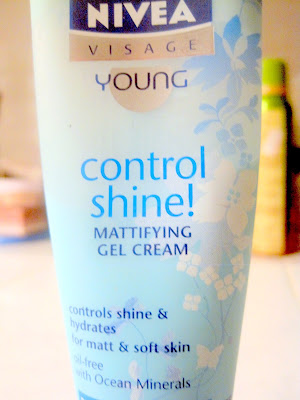 NIVEA
VISAGE
YOUNG
control
shine!
MATTIFYING
GEL CREAM
controls shine &
hydrates
for matt & soft skin
oil-free
with Ocean Minerals